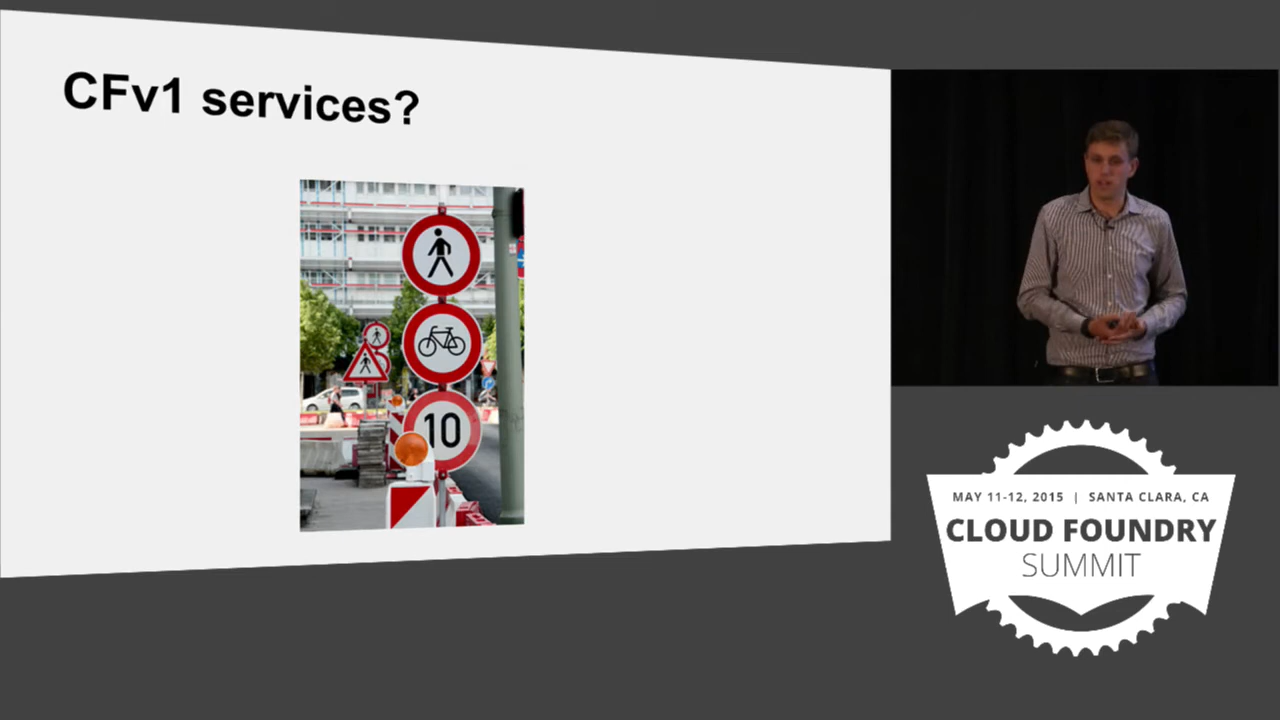 CFv1 services?
10
MAY 11-12, 2015 | SANTA CLARA, CA
CLOUD FOUNDRY
SUMMIT